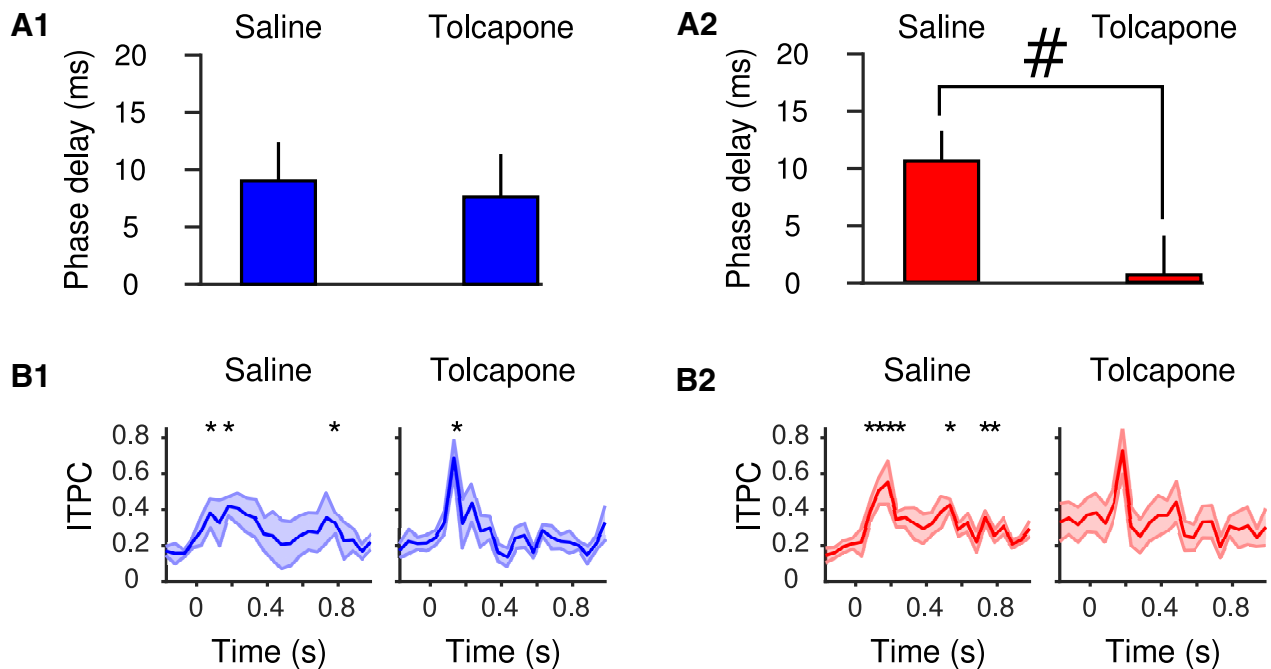 A1
Saline
Tolcapone
Phase delay (ms)
20
15
10
5
0
A2
Saline
Tolcapone
#
Phase delay (ms)
20
15
10
5
0
B1
Saline
Tolcapone
ITPC
0.8
0.6
0.4
0.2
0
* *
*
*
0
0.4
0.8
0
0.4
0.8
Time (s)
Time (s)
B2
Saline
Tolcapone
ITPC
0.8
0.6
0.4
0.2
0
****
*
**
0
0.4
0.8
0
0.4
0.8
Time (s)
Time (s)